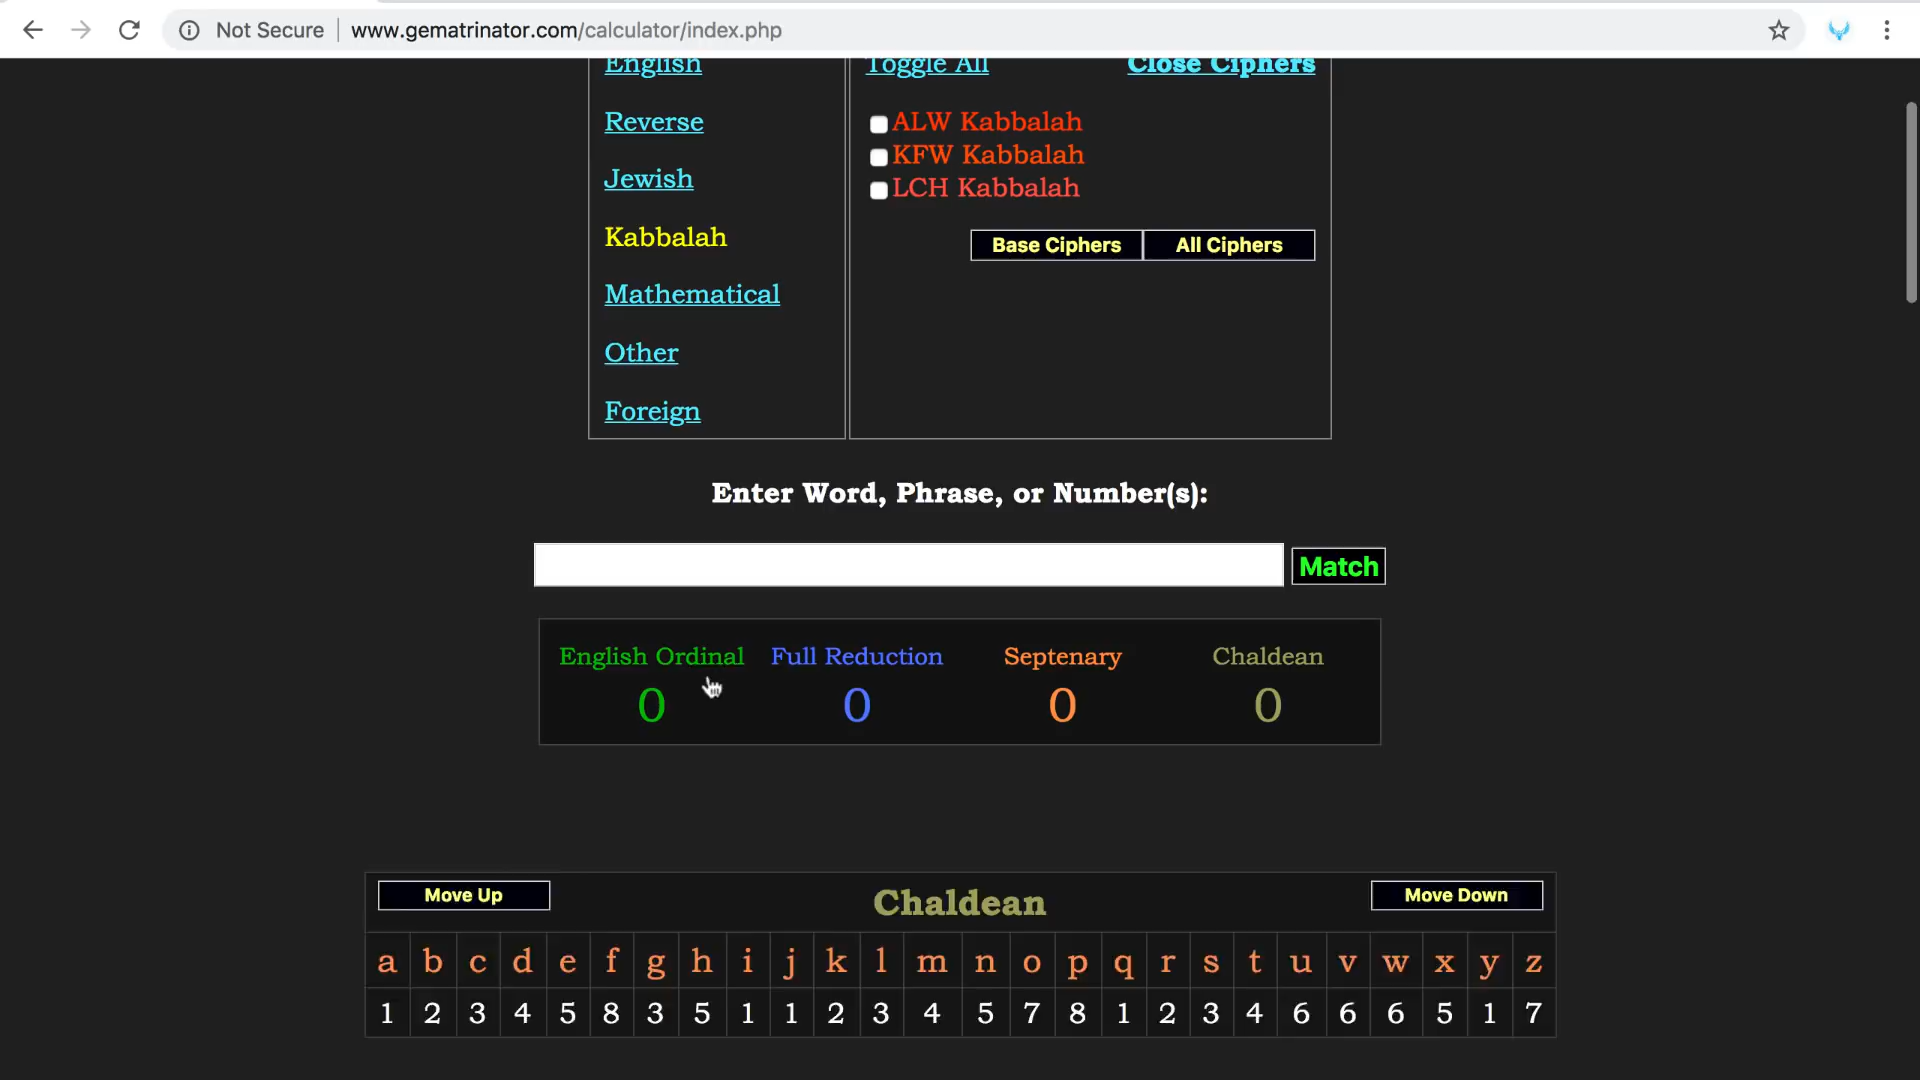 Not Secure www.gematrinator.com/calculator/index.php
English
Reverse
Jewish
Kabbalah
Mathematical
Other
Foreign
Toggle All Close Ciphers
ALW Kabbalah
KFW Kabbalah
LCH Kabbalah
Base Ciphers All Ciphers
Enter Word, Phrase, or Number(s):
Match
English Ordinal Full Reduction Septenary Chaldean
0 0 0 0
Move Up Chaldean Move Down
a b c d e f g h i j k l m n o p q r s t u v w x y z
1 2 3 4 5 8 3 5 1 1 2 3 4 5 7 8 1 2 3 4 6 6 6 5 1 7